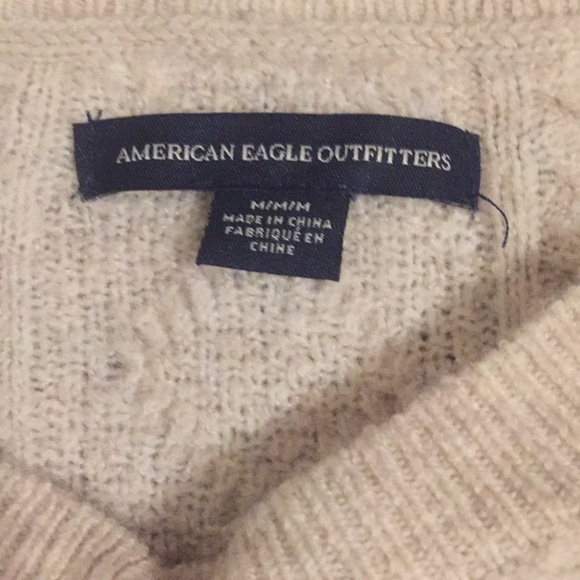 AMERICAN EAGLE OUTFITTERS
M/M/M
MADE IN CHINA
FABRIQUÉ EN
CHINE